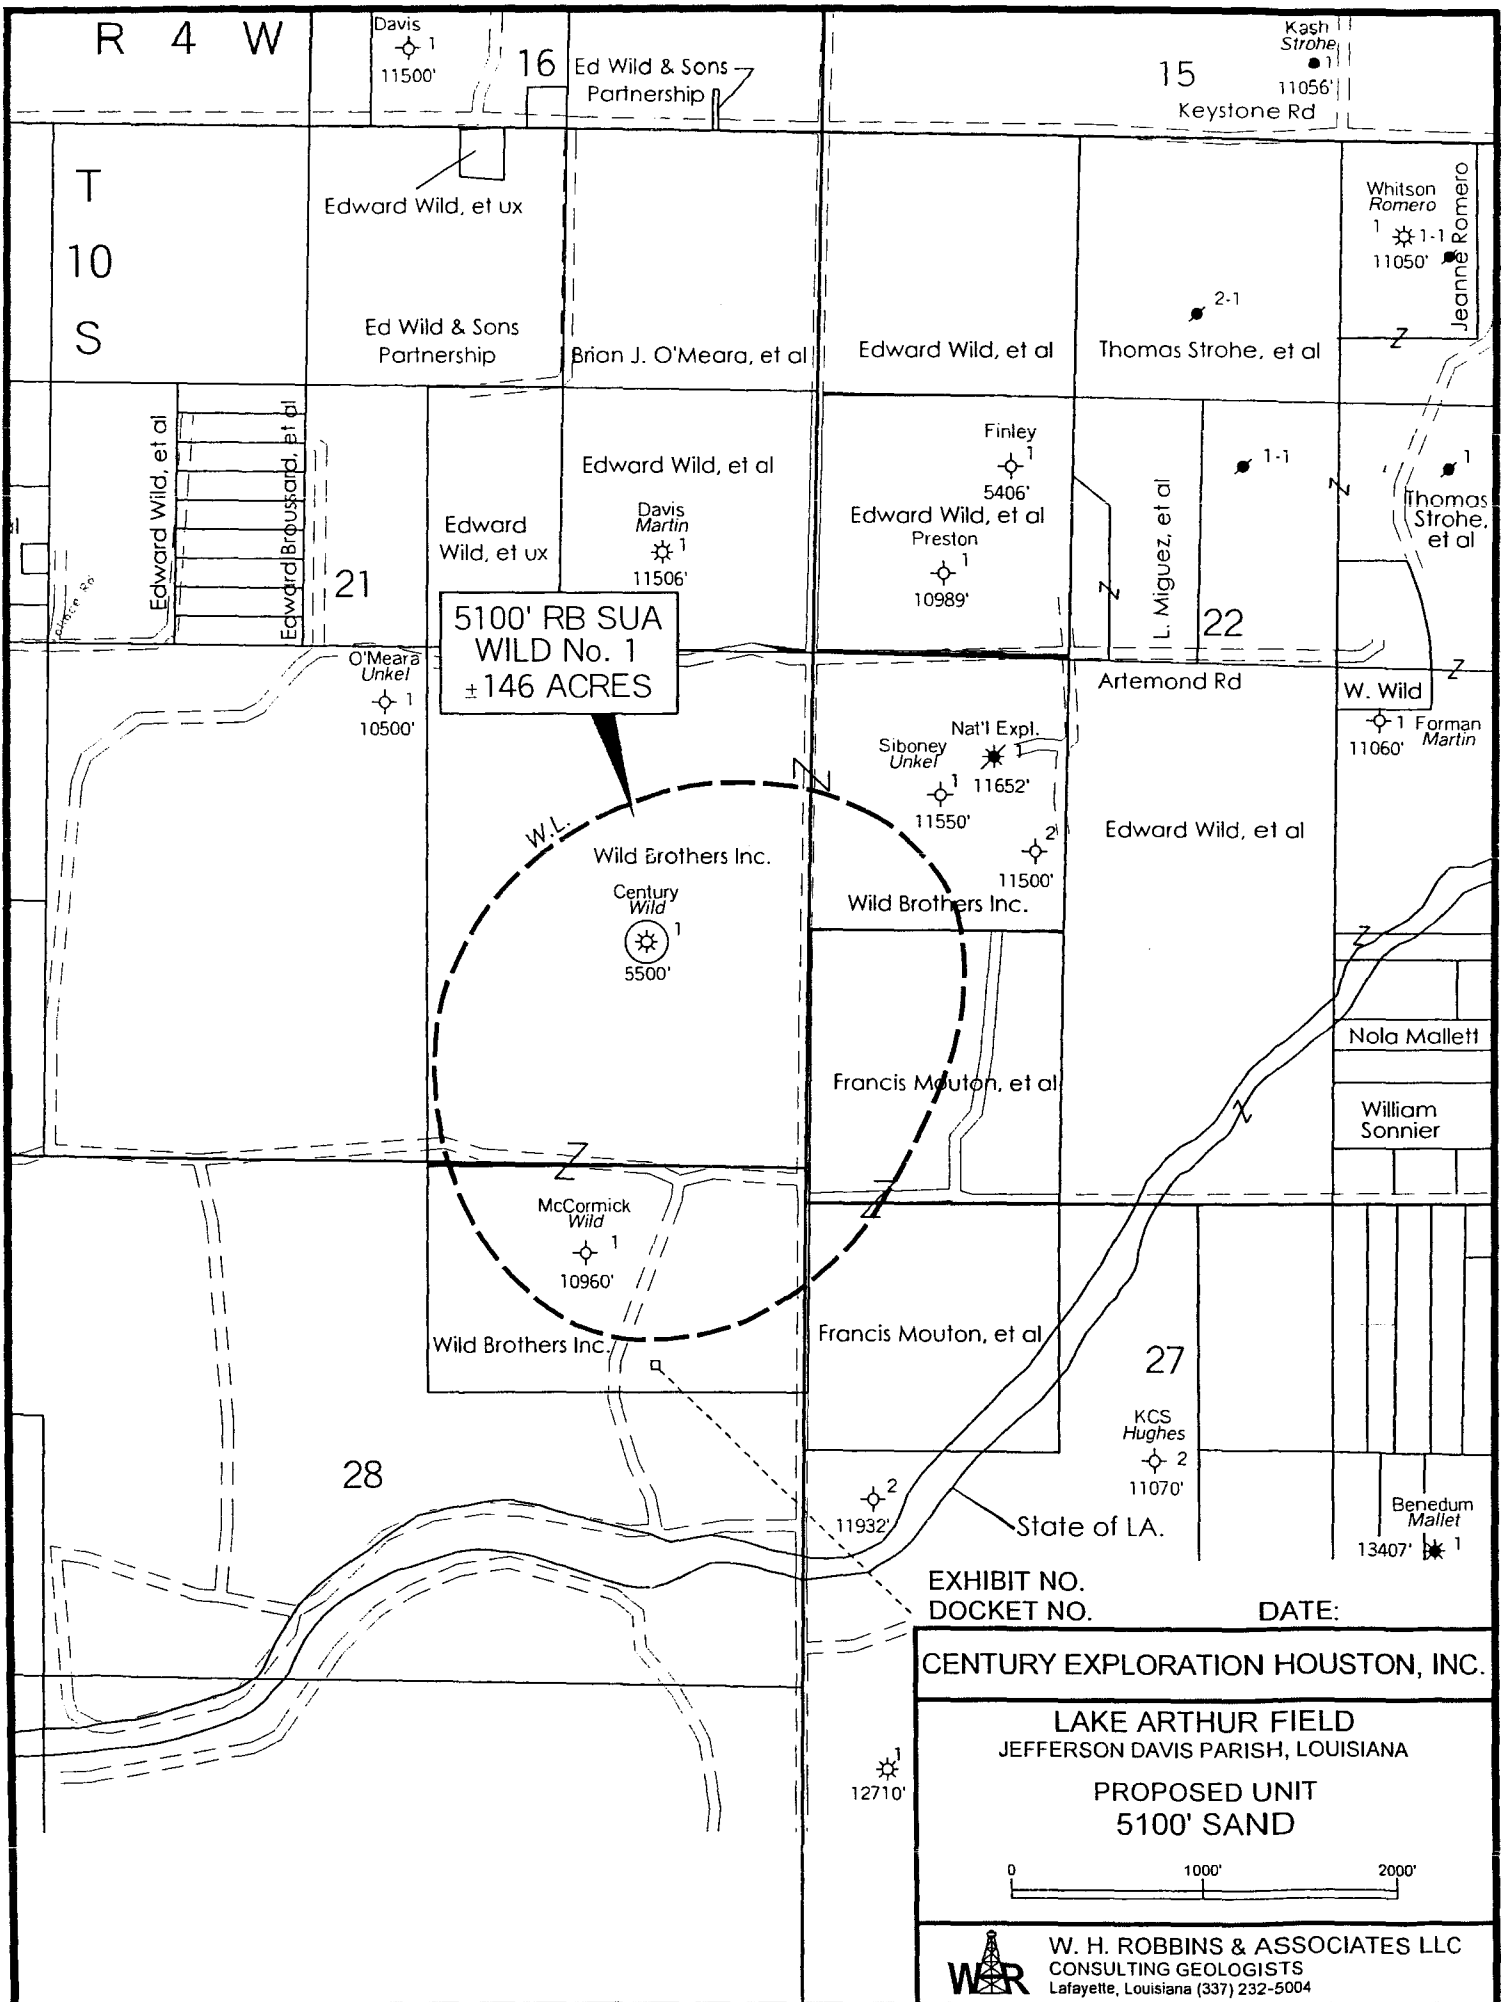 R 4 W
Davis
1
11500'
16
Ed Wild & Sons
Partnership
15
Kash
Strohe
1
11056'
Keystone Rd
T
10
S
Edward Wild, et ux
Ed Wild & Sons
Partnership
Brian J. O'Meara, et al
Edward Wild, et al
Thomas Strohe, et al
2-1
Whitson
Romero
1
1-1
11050'
Jeanne Romero
Z
Edward Wild, et al
Edward Broussard, et al
21
Edward
Wild, et ux
Edward Wild, et al
Davis
Martin
1
11506'
Finley
1
5406'
Edward Wild, et al
Preston
1
10989'
Z
L. Miguez, et al
1-1
22
Z
1
Thomas
Strohe,
et al
Z
5100' RB SUA
WILD No. 1
±146 ACRES
O'Meara
Unkel
1
10500'
Artemond Rd
W. Wild
1
Forman
Martin
11060'
Nat'l Expl.
1
11652'
Siboney
Unkel
1
11550'
2
11500'
Edward Wild, et al
Z
W.L.
Wild Brothers Inc.
Century
Wild
1
5500'
Wild Brothers Inc.
Z
Nola Mallett
Francis Mouton, et al
William
Sonnier
Z
Z
Z
McCormick
Wild
1
10960'
Wild Brothers Inc.
Francis Mouton, et al
27
KCS
Hughes
2
11070'
28
2
11932'
State of LA.
Benedum
Mallet
13407'
1
1
12710'
EXHIBIT NO.
DOCKET NO. DATE:
CENTURY EXPLORATION HOUSTON, INC.
LAKE ARTHUR FIELD
JEFFERSON DAVIS PARISH, LOUISIANA
PROPOSED UNIT
5100' SAND
0 1000' 2000'
WR
W. H. ROBBINS & ASSOCIATES LLC
CONSULTING GEOLOGISTS
Lafayette, Louisiana (337) 232-5004